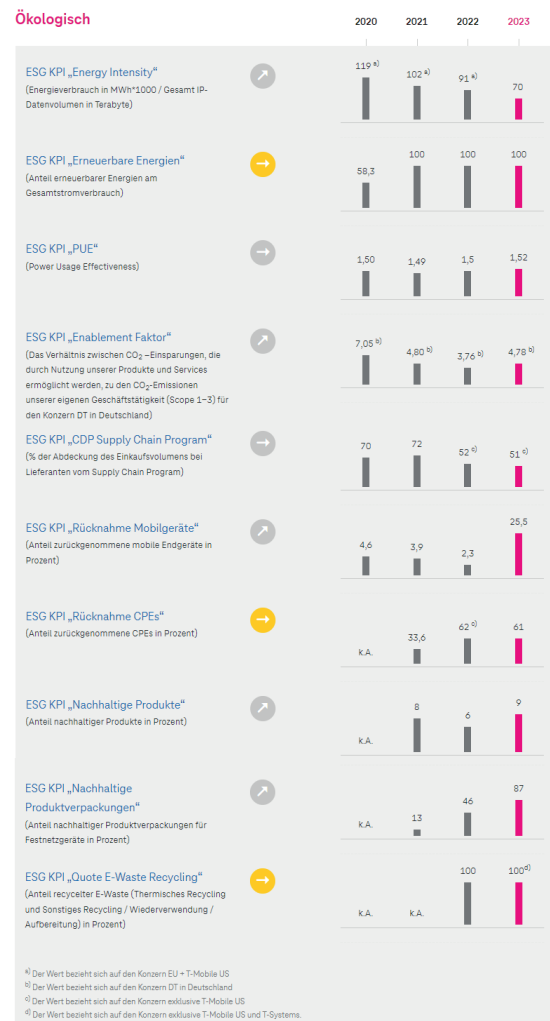 Ökologisch
2020 2021 2022 2023
ESG KPI „Energy Intensity“
(Energieverbrauch in MWh*1000 / Gesamt IP-
Datenvolumen in Terabyte)
119 a) 102 a) 91 a) 70
ESG KPI „Erneuerbare Energien“
(Anteil erneuerbarer Energien am
Gesamtstromverbrauch)
58,3 100 100 100
ESG KPI „PUE“
(Power Usage Effectiveness)
1,50 1,49 1,5 1,52
ESG KPI „Enablement Faktor“
(Das Verhältnis zwischen CO₂ –Einsparungen, die
durch Nutzung unserer Produkte und Services
ermöglicht werden, zu den CO₂-Emissionen
unserer eigenen Geschäftstätigkeit (Scope 1–3) für
den Konzern DT in Deutschland)
7,05 b) 4,80 b) 3,76 b) 4,78 b)
ESG KPI „CDP Supply Chain Program“
(% der Abdeckung des Einkaufsvolumens bei
Lieferanten vom Supply Chain Program)
70 72 52 c) 51 c)
ESG KPI „Rücknahme Mobilgeräte“
(Anteil zurückgenommene mobile Endgeräte in
Prozent)
4,6 3,9 2,3 25,5
ESG KPI „Rücknahme CPEs“
(Anteil zurückgenommene CPEs in Prozent)
k.A. 33,6 62 c) 61
ESG KPI „Nachhaltige Produkte“
(Anteil nachhaltiger Produkte in Prozent)
k.A. 8 6 9
ESG KPI „Nachhaltige
Produktverpackungen“
(Anteil nachhaltiger Produktverpackungen für
Festnetzgeräte in Prozent)
k.A. 13 46 87
ESG KPI „Quote E-Waste Recycling“
(Anteil recycelter E-Waste (Thermisches Recycling
und Sonstiges Recycling / Wiederverwendung /
Aufbereitung) in Prozent)
k.A. k.A. 100 100 d)
a) Der Wert bezieht sich auf den Konzern EU + T-Mobile US
b) Der Wert bezieht sich auf den Konzern DT in Deutschland
c) Der Wert bezieht sich auf den Konzern exklusive T-Mobile US
d) Der Wert bezieht sich auf den Konzern exklusive T-Mobile US und T-Systems.